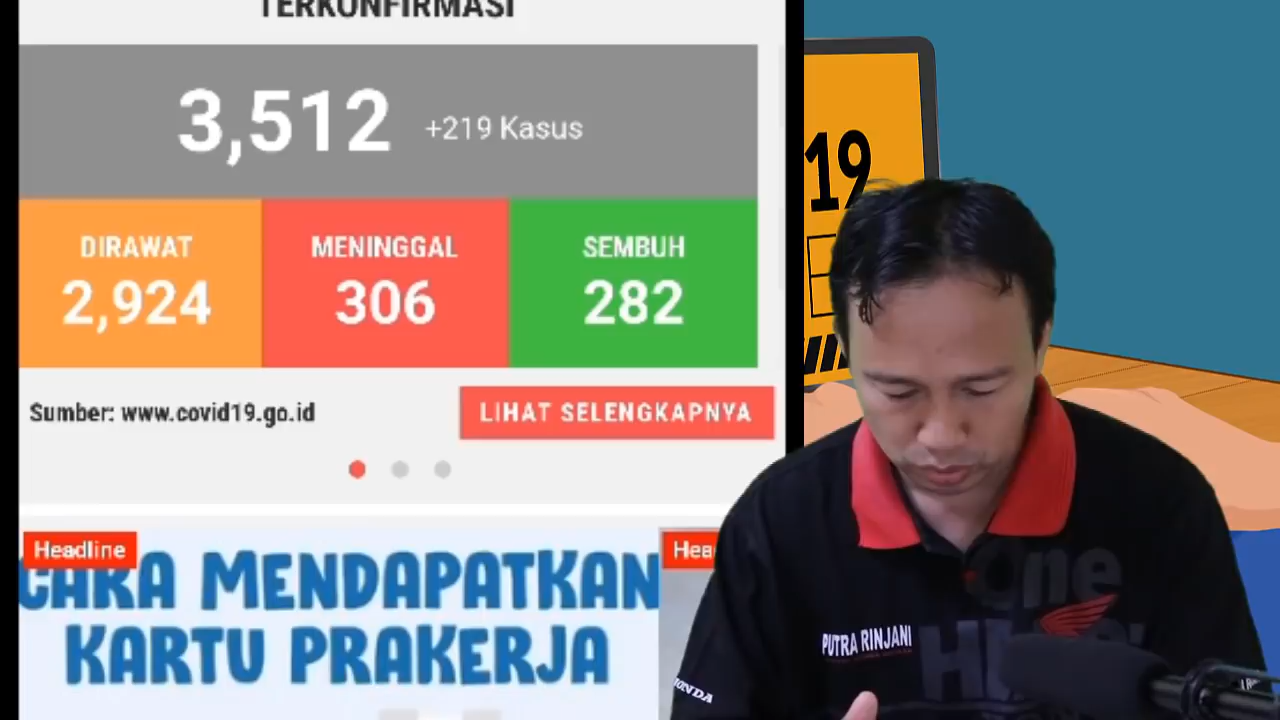 TERKONFIRMASI
3,512 +219 Kasus
DIRAWAT
2,924
MENINGGAL
306
SEMBUH
282
Sumber: www.covid19.go.id
LIHAT SELENGKAPNYA
Headline
CARA MENDAPATKAN
KARTU PRAKERJA
19
One
PUTRA RINJANI
HONDA